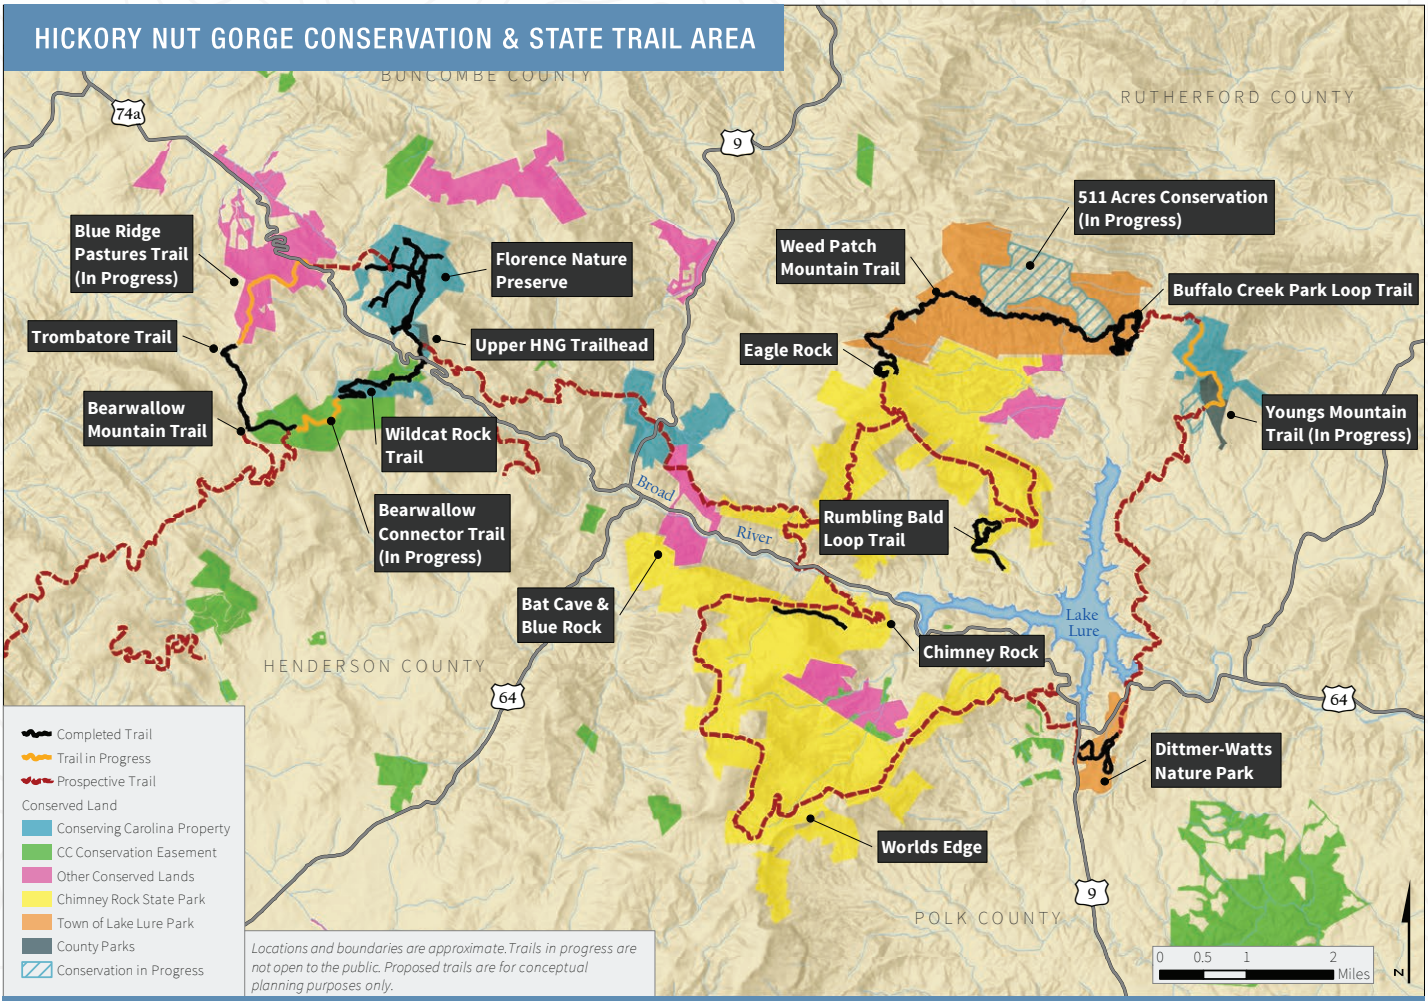 HICKORY NUT GORGE CONSERVATION & STATE TRAIL AREA
BUNCOMBE COUNTY
RUTHERFORD COUNTY
74a
9
511 Acres Conservation
(In Progress)
Blue Ridge
Pastures Trail
(In Progress)
Weed Patch
Mountain Trail
Florence Nature
Preserve
Buffalo Creek Park Loop Trail
Trombatore Trail
Upper HNG Trailhead
Eagle Rock
Bearwallow
Mountain Trail
Wildcat Rock
Trail
Youngs Mountain
Trail (In Progress)
Broad
River
Bearwallow
Connector Trail
(In Progress)
Rumbling Bald
Loop Trail
Bat Cave &
Blue Rock
Lake
Lure
Chimney Rock
HENDERSON COUNTY
64
64
Dittmer-Watts
Nature Park
Worlds Edge
9
POLK COUNTY
Completed Trail
Trail in Progress
Prospective Trail
Conserved Land
Conserving Carolina Property
CC Conservation Easement
Other Conserved Lands
Chimney Rock State Park
Town of Lake Lure Park
County Parks
Conservation in Progress
Locations and boundaries are approximate. Trails in progress are
not open to the public. Proposed trails are for conceptual
planning purposes only.
0 0.5 1 2
Miles
N